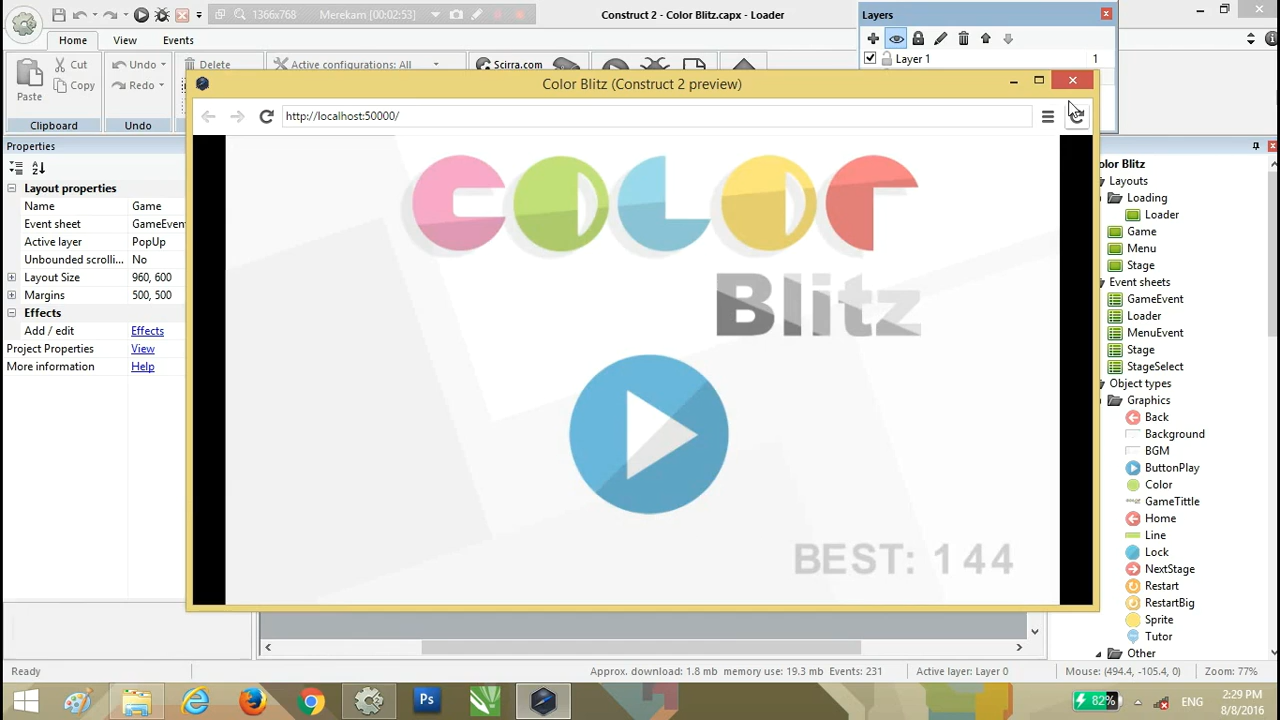 1366x768
Merekam [00:02:53]
Construct 2 - Color Blitz.capx - Loader
Home
View
Events
Paste
Cut
Copy
Clipboard
Undo
Redo
Undo
Delete
Active configurations: All
Scirra.com
Layers
Layer 1
1
Color Blitz (Construct 2 preview)
http://localhost:50000/
COLOR
Blitz
BEST: 144
Properties
Layout properties
Name Game
Event sheet GameEvent
Active layer PopUp
Unbounded scrolli... No
Layout Size 960, 600
Margins 500, 500
Effects
Add / edit Effects
Project Properties View
More information Help
olor Blitz
Layouts
Loading
Loader
Game
Menu
Stage
Event sheets
GameEvent
Loader
MenuEvent
Stage
StageSelect
Object types
Graphics
Back
Background
BGM
ButtonPlay
Color
GameTittle
Home
Line
Lock
NextStage
Restart
RestartBig
Sprite
Tutor
Other
Ready
Approx. download: 1.8 mb
memory use: 19.3 mb
Events: 231
Active layer: Layer 0
Mouse: (494.4, -105.4, 0)
Zoom: 77%
Ps
82%
ENG
2:29 PM
8/8/2016